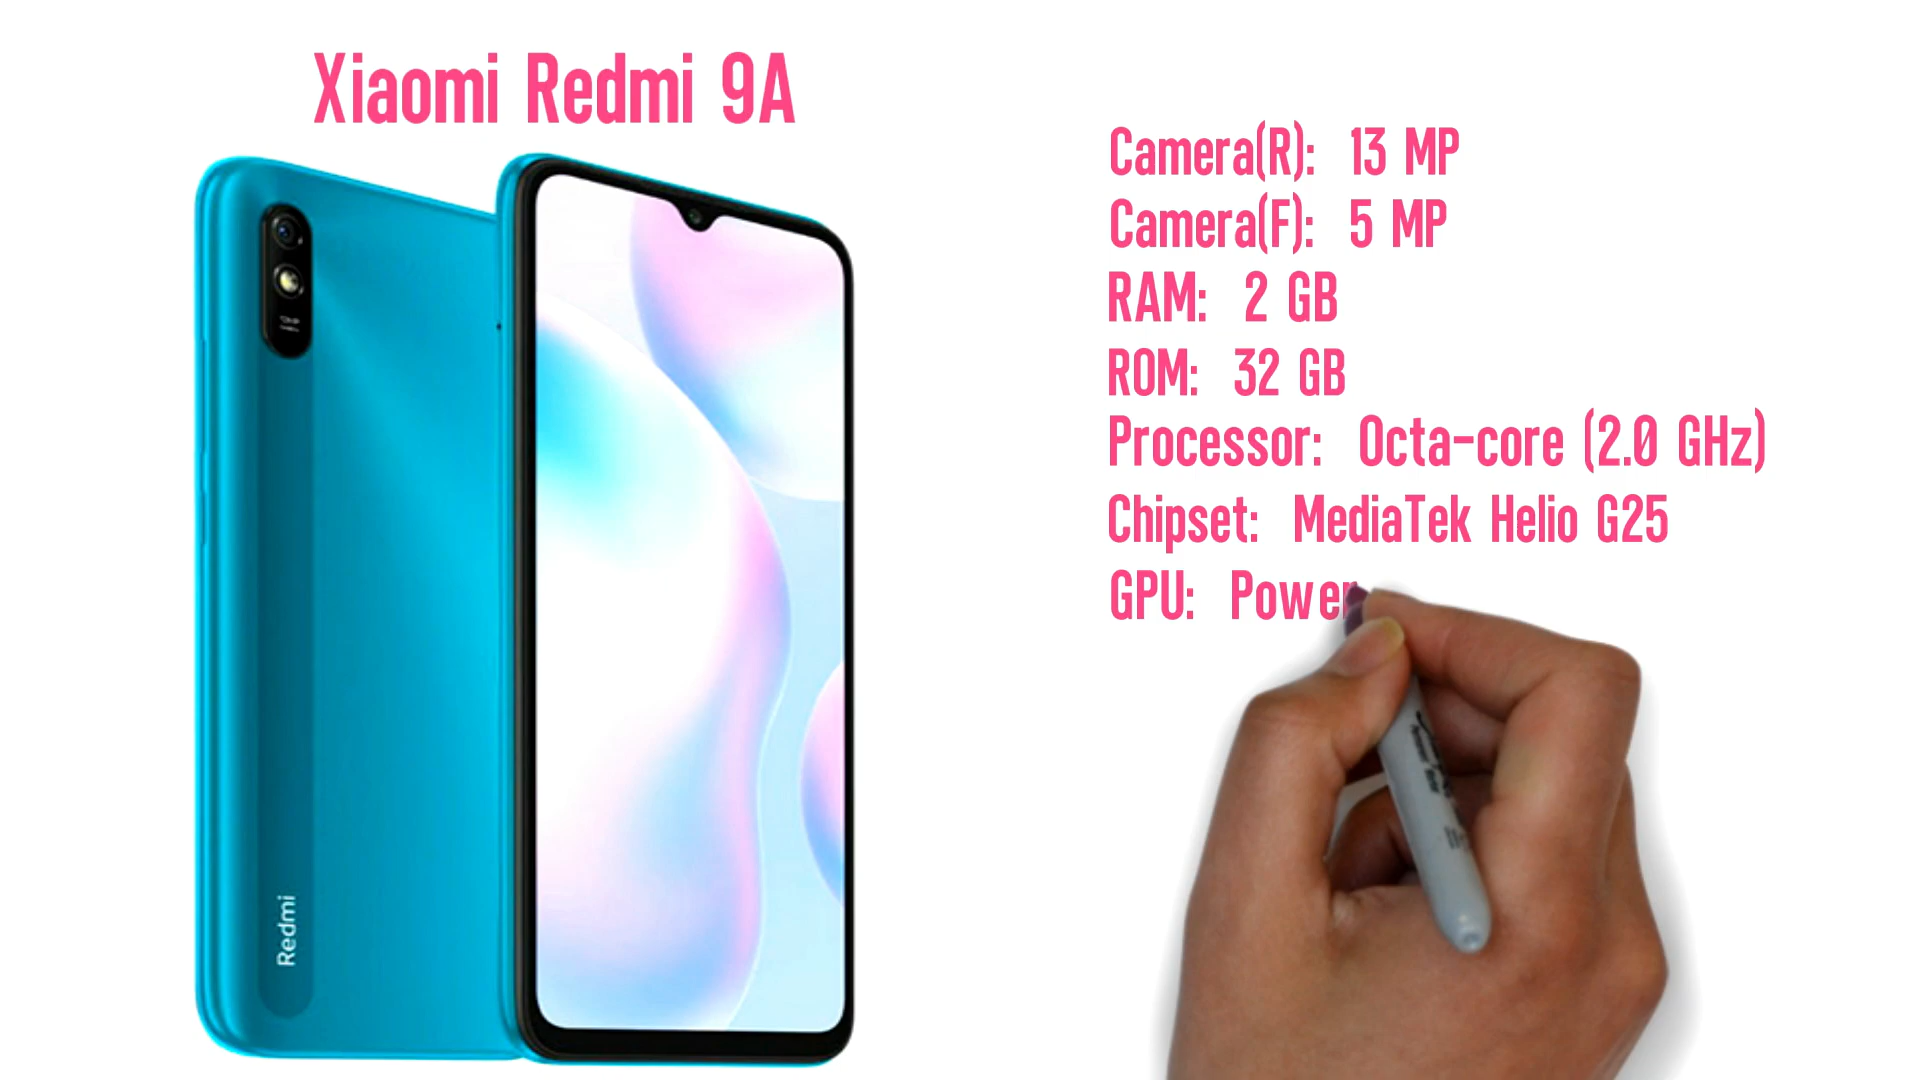 Xiaomi Redmi 9A
Camera(R): 13 MP
Camera(F): 5 MP
RAM: 2 GB
ROM: 32 GB
Processor: Octa-core (2.0 GHz)
Chipset: MediaTek Helio G25
GPU: Power
Redmi